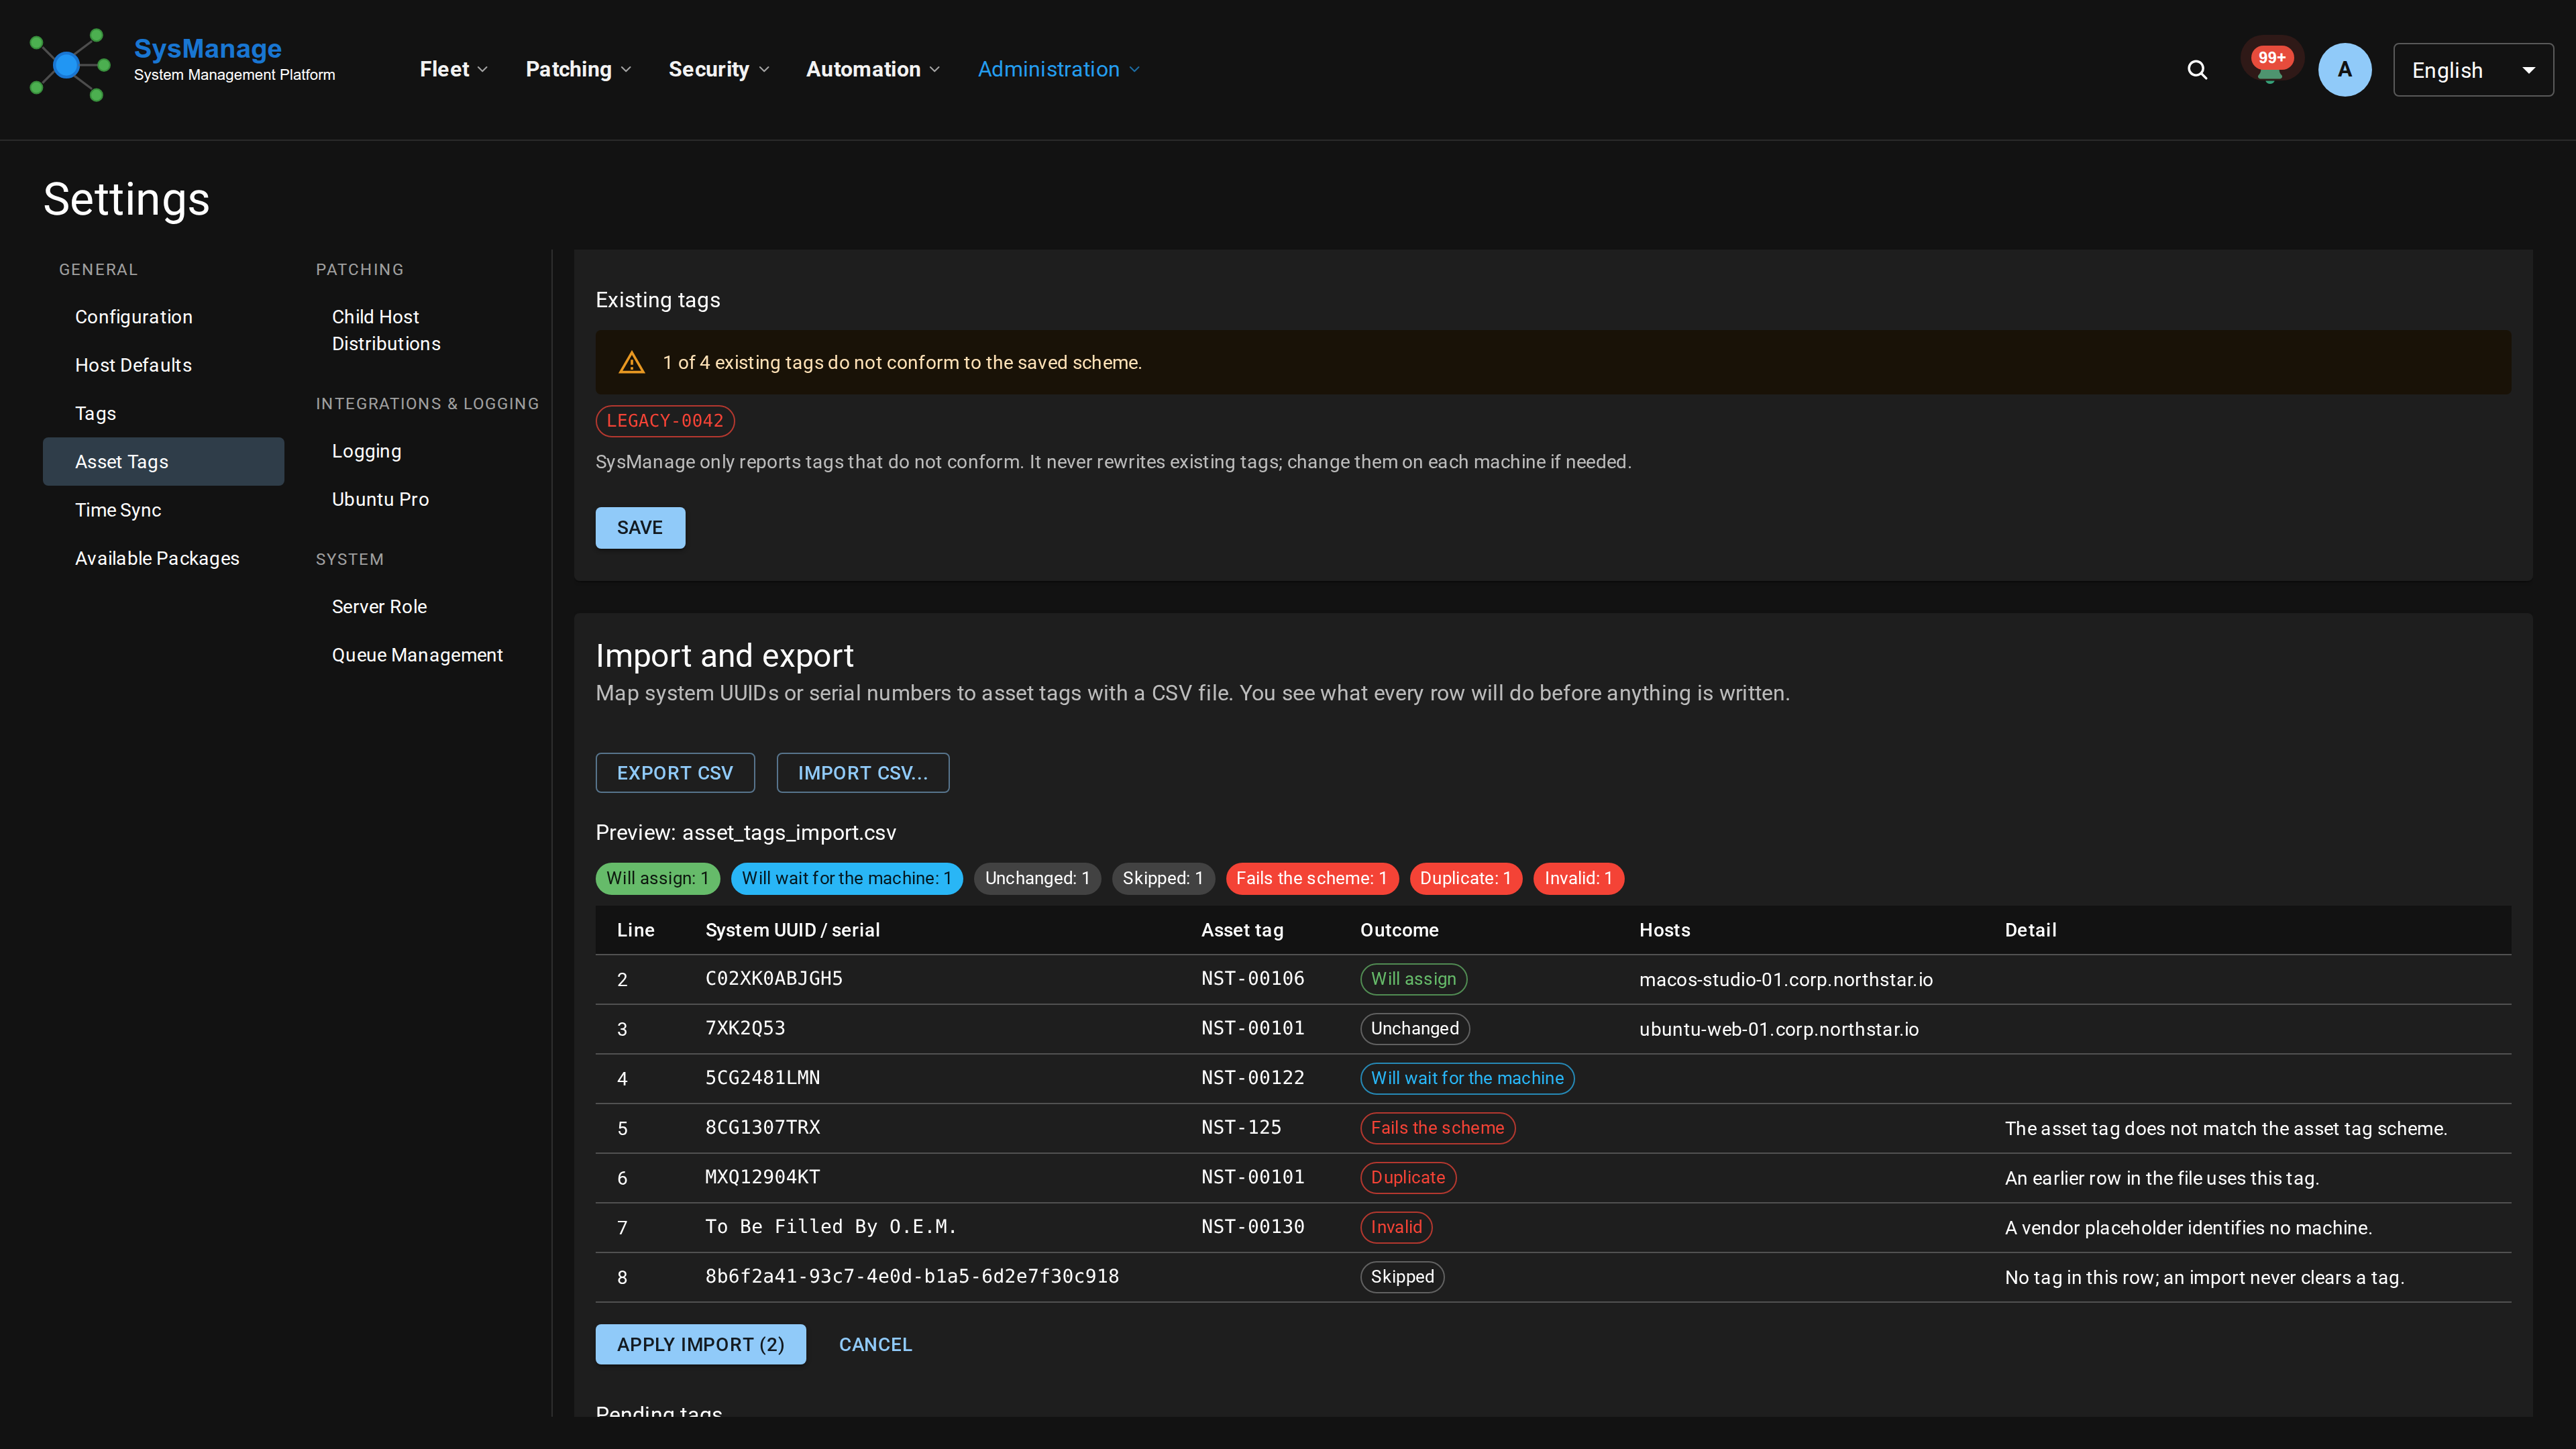 SysManage
System Management Platform
Fleet
Patching
Security
Automation
Administration
99+
A
English
Settings
GENERAL
Configuration
Host Defaults
Tags
Asset Tags
Time Sync
Available Packages
PATCHING
Child Host
Distributions
INTEGRATIONS & LOGGING
Logging
Ubuntu Pro
SYSTEM
Server Role
Queue Management
Existing tags
1 of 4 existing tags do not conform to the saved scheme.
LEGACY-0042
SysManage only reports tags that do not conform. It never rewrites existing tags; change them on each machine if needed.
SAVE
Import and export
Map system UUIDs or serial numbers to asset tags with a CSV file. You see what every row will do before anything is written.
EXPORT CSV IMPORT CSV...
Preview: asset_tags_import.csv
Will assign: 1 Will wait for the machine: 1 Unchanged: 1 Skipped: 1 Fails the scheme: 1 Duplicate: 1 Invalid: 1
Line System UUID / serial Asset tag Outcome Hosts Detail
2 C02XK0ABJGH5 NST-00106 Will assign macos-studio-01.corp.northstar.io
3 7XK2Q53 NST-00101 Unchanged ubuntu-web-01.corp.northstar.io
4 5CG2481LMN NST-00122 Will wait for the machine
5 8CG1307TRX NST-125 Fails the scheme The asset tag does not match the asset tag scheme.
6 MXQ12904KT NST-00101 Duplicate An earlier row in the file uses this tag.
7 To Be Filled By O.E.M. NST-00130 Invalid A vendor placeholder identifies no machine.
8 8b6f2a41-93c7-4e0d-b1a5-6d2e7f30c918 Skipped No tag in this row; an import never clears a tag.
APPLY IMPORT (2) CANCEL
Pending tags